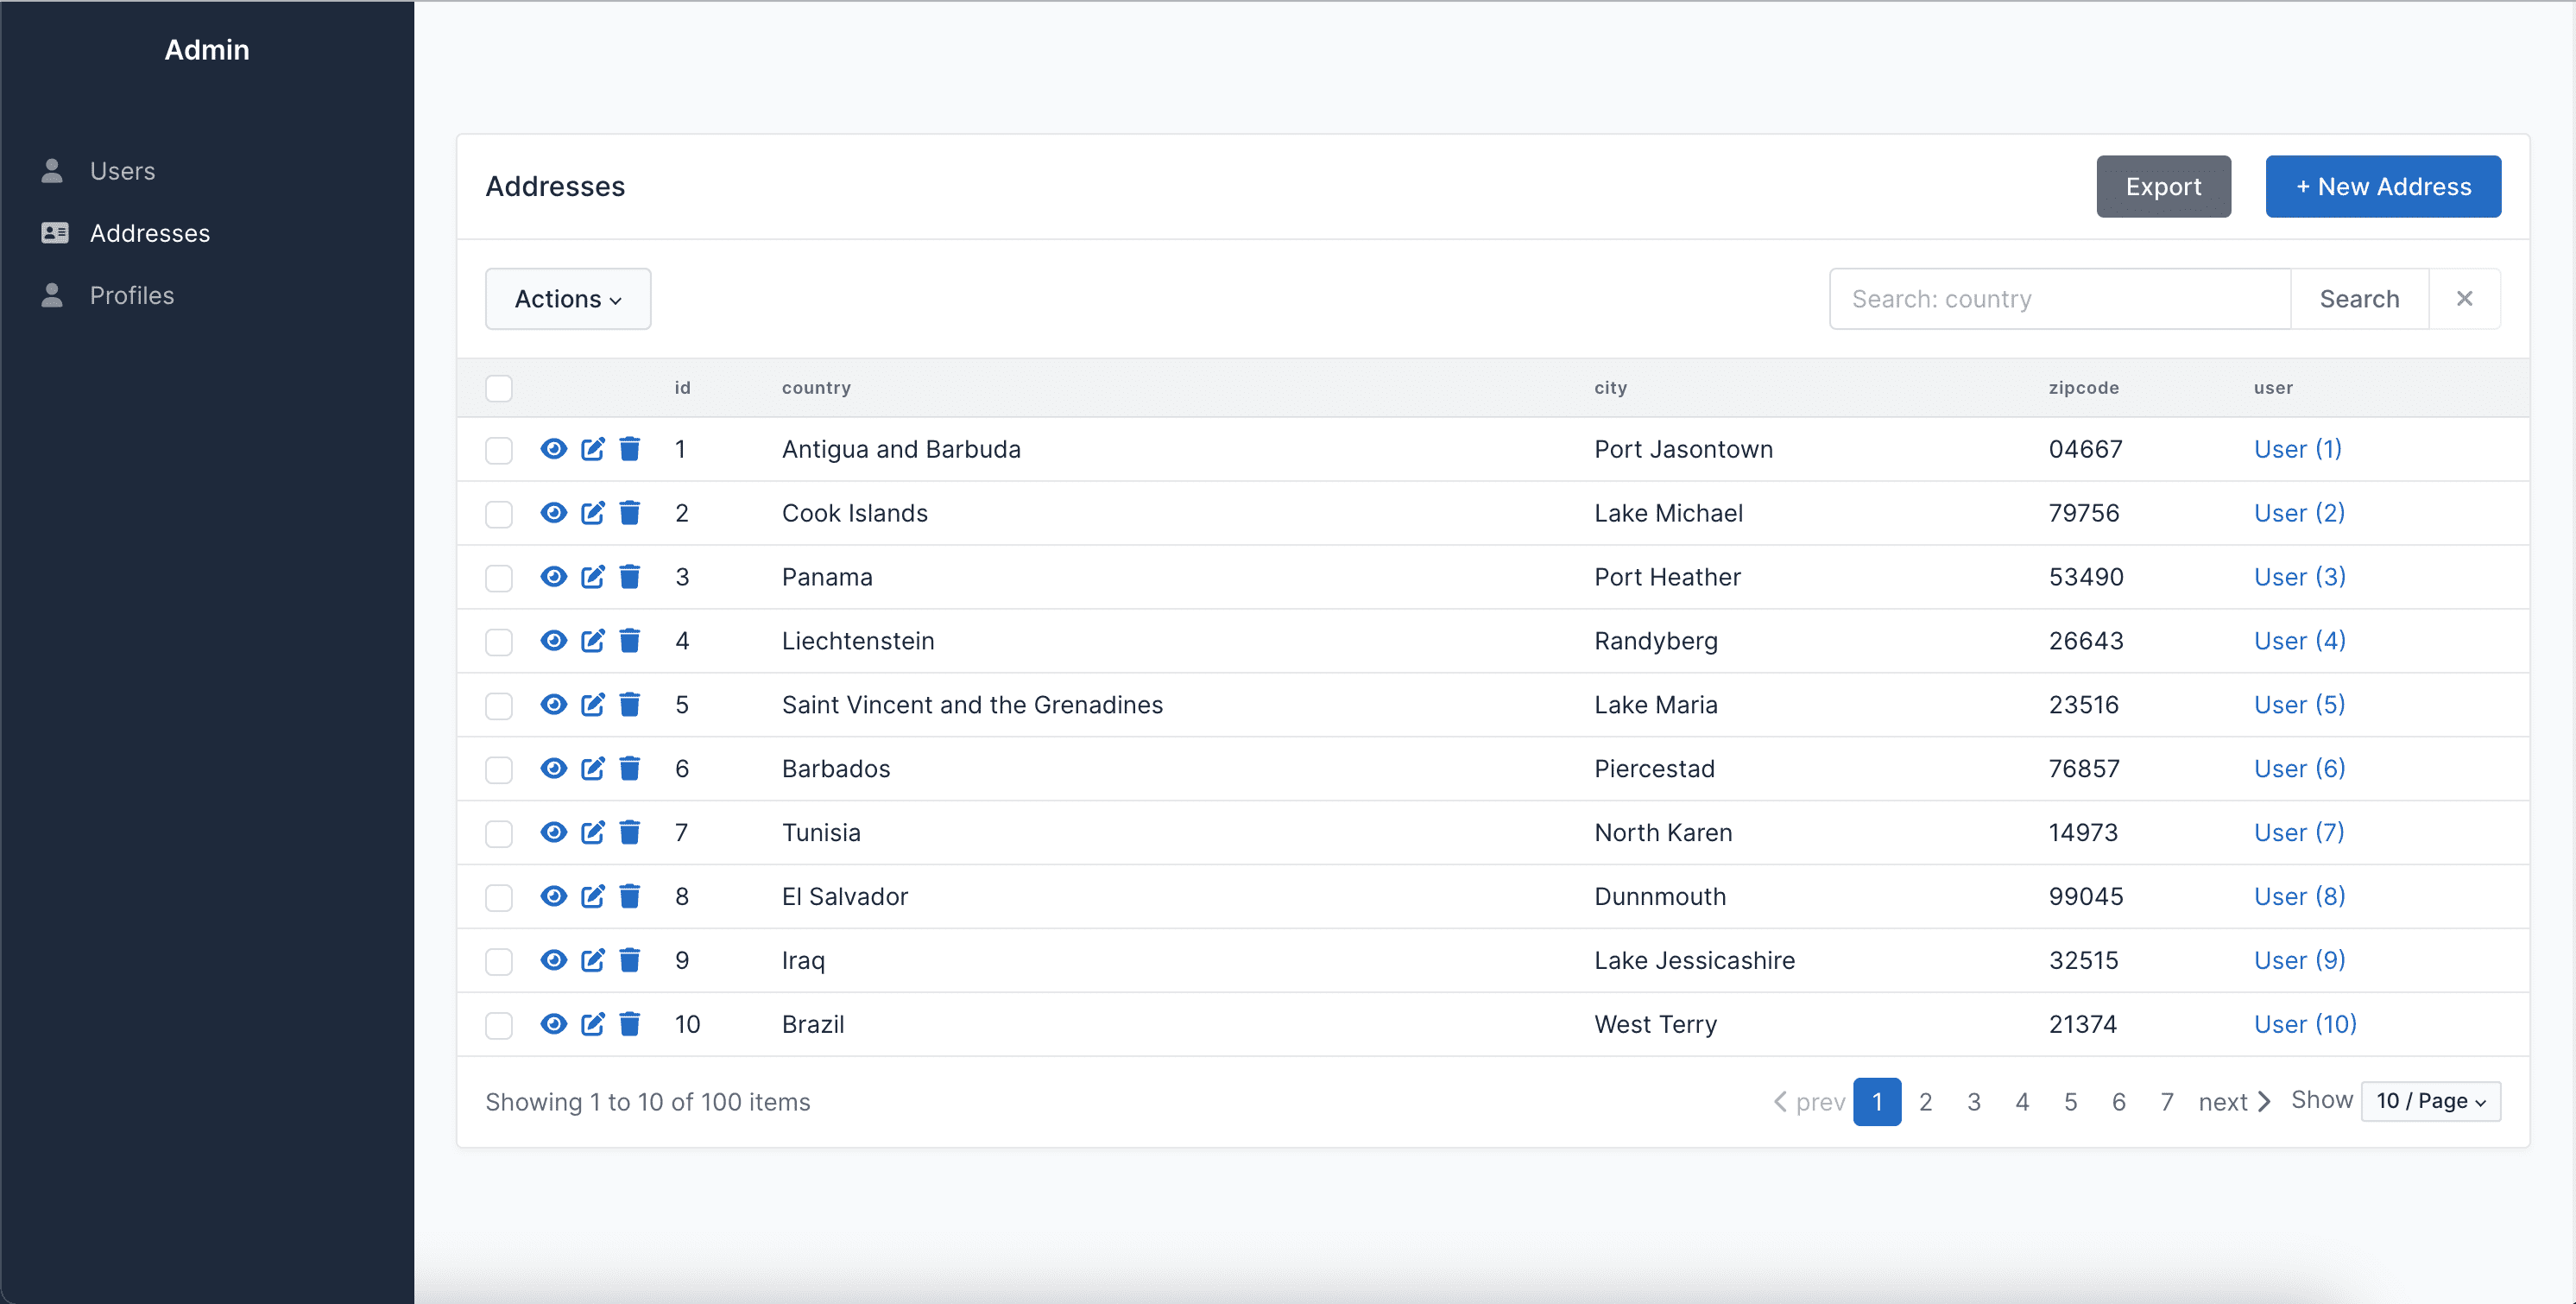 Admin
Users
Addresses
Profiles
Addresses
Export
+ New Address
Actions
Search: country
Search
id country city zipcode user
1 Antigua and Barbuda Port Jasontown 04667 User (1)
2 Cook Islands Lake Michael 79756 User (2)
3 Panama Port Heather 53490 User (3)
4 Liechtenstein Randyberg 26643 User (4)
5 Saint Vincent and the Grenadines Lake Maria 23516 User (5)
6 Barbados Piercestad 76857 User (6)
7 Tunisia North Karen 14973 User (7)
8 El Salvador Dunnmouth 99045 User (8)
9 Iraq Lake Jessicashire 32515 User (9)
10 Brazil West Terry 21374 User (10)
Showing 1 to 10 of 100 items
prev 1 2 3 4 5 6 7 next Show 10 / Page